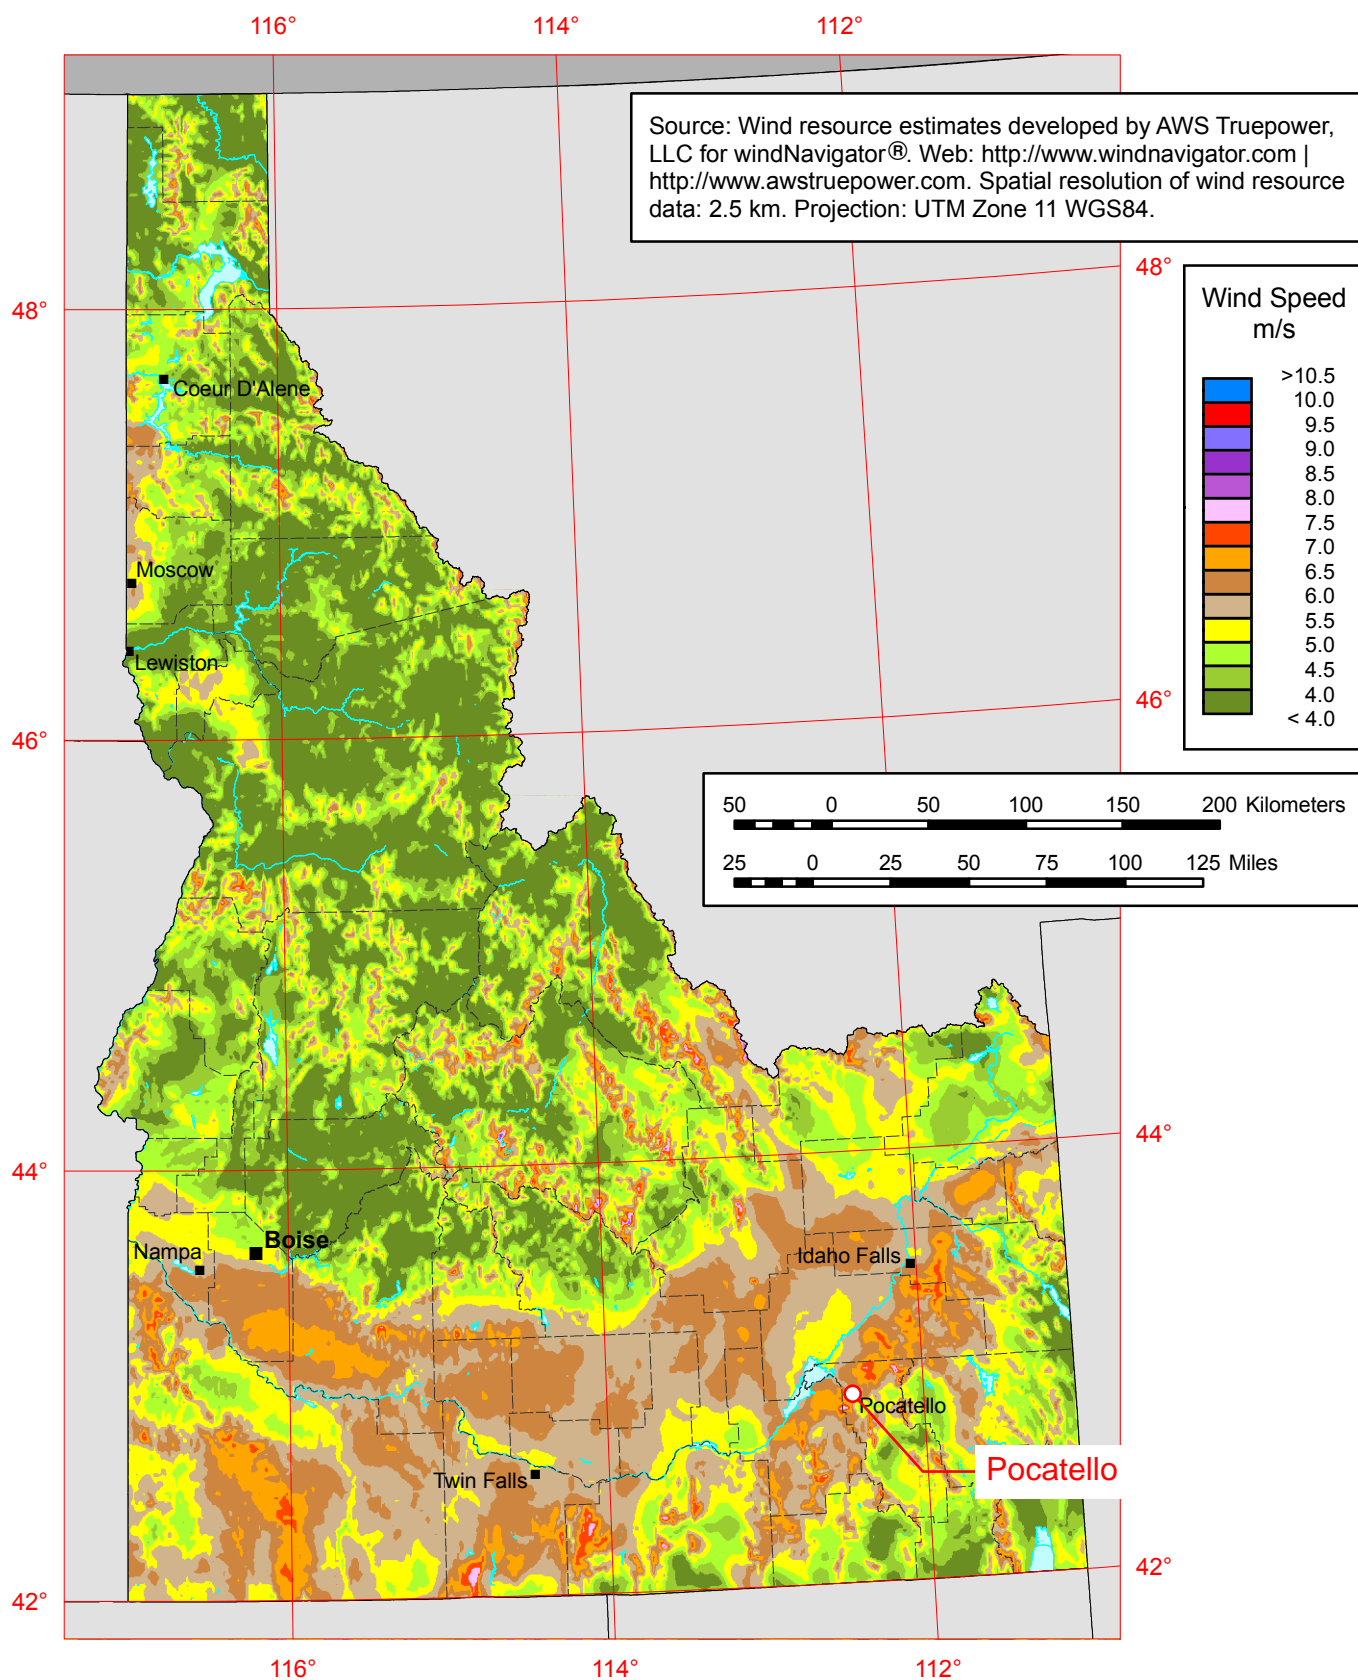 116°
114°
112°
Source: Wind resource estimates developed by AWS Truepower,
LLC for windNavigator®. Web: http://www.windnavigator.com |
http://www.awstruepower.com. Spatial resolution of wind resource
data: 2.5 km. Projection: UTM Zone 11 WGS84.
48°
48°
Wind Speed
m/s
>10.5
10.0
9.5
9.0
8.5
8.0
7.5
7.0
6.5
6.0
5.5
5.0
4.5
4.0
< 4.0
Coeur D'Alene
Moscow
Lewiston
46°
46°
50 0 50 100 150 200 Kilometers
25 0 25 50 75 100 125 Miles
44°
44°
Boise
Nampa
Idaho Falls
Pocatello
Pocatello
Twin Falls
42°
42°
116°
114°
112°